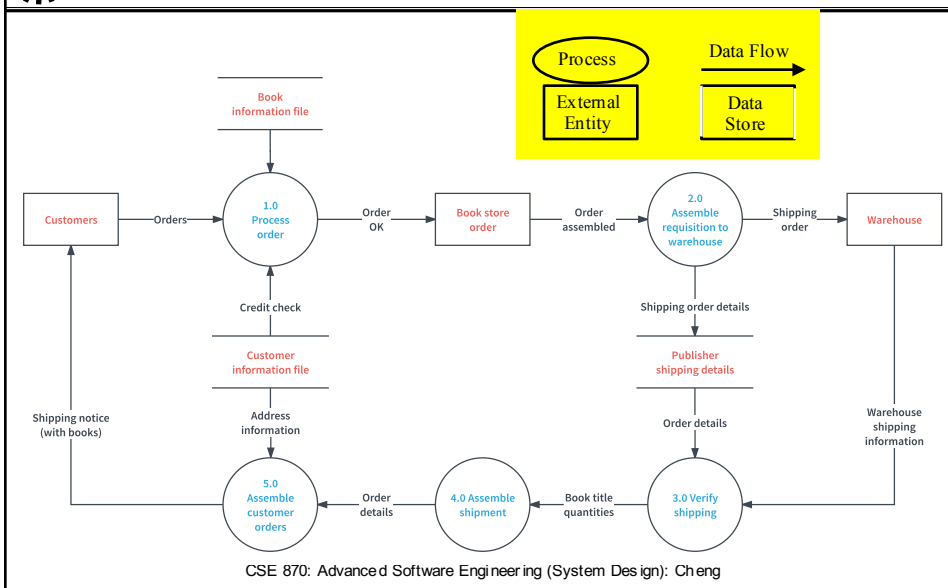 Process
Data Flow
External
Entity
Data
Store
Book
information file
Customers
Orders
1.0
Process
order
Order
OK
Book store
order
Order
assembled
2.0
Assemble
requisition to
warehouse
Shipping
order
Warehouse
Credit check
Shipping order details
Customer
information file
Publisher
shipping details
Shipping notice
(with books)
Address
information
Order details
Warehouse
shipping
information
5.0
Assemble
customer
orders
Order
details
4.0 Assemble
shipment
Book title
quantities
3.0 Verify
shipping
CSE 870: Advanced Software Engineering (System Design): Cheng